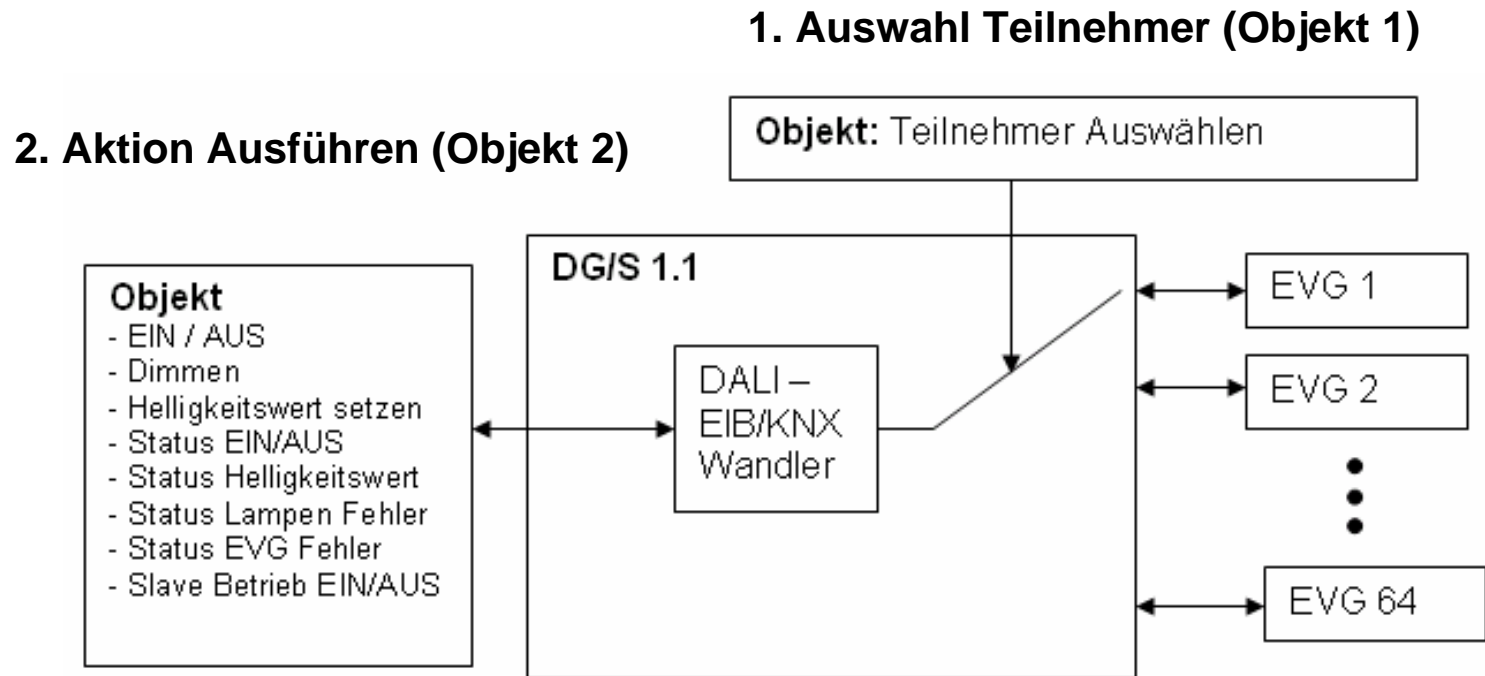 1. Auswahl Teilnehmer (Objekt 1)
2. Aktion Ausführen (Objekt 2)
Objekt: Teilnehmer Auswählen
Objekt
- EIN / AUS
- Dimmen
- Helligkeitswert setzen
- Status EIN/AUS
- Status Helligkeitswert
- Status Lampen Fehler
- Status EVG Fehler
- Slave Betrieb EIN/AUS
DG/S 1.1
DALI –
EIB/KNX
Wandler
EVG 1
EVG 2
EVG 64